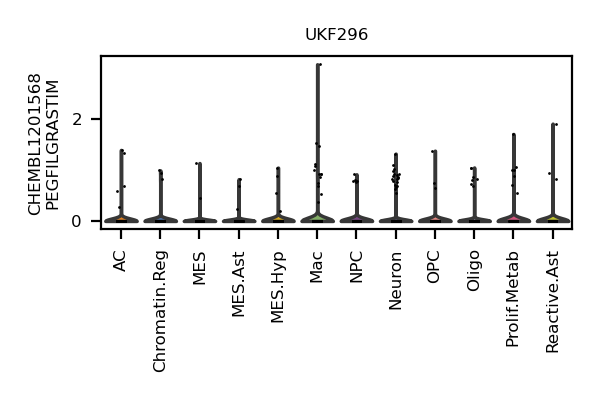 UKF296
CHEMBL1201568
PEGFILGRASTIM
2
0
AC
Chromatin.Reg
MES
MES.Ast
MES.Hyp
Mac
NPC
Neuron
OPC
Oligo
Prolif.Metab
Reactive.Ast